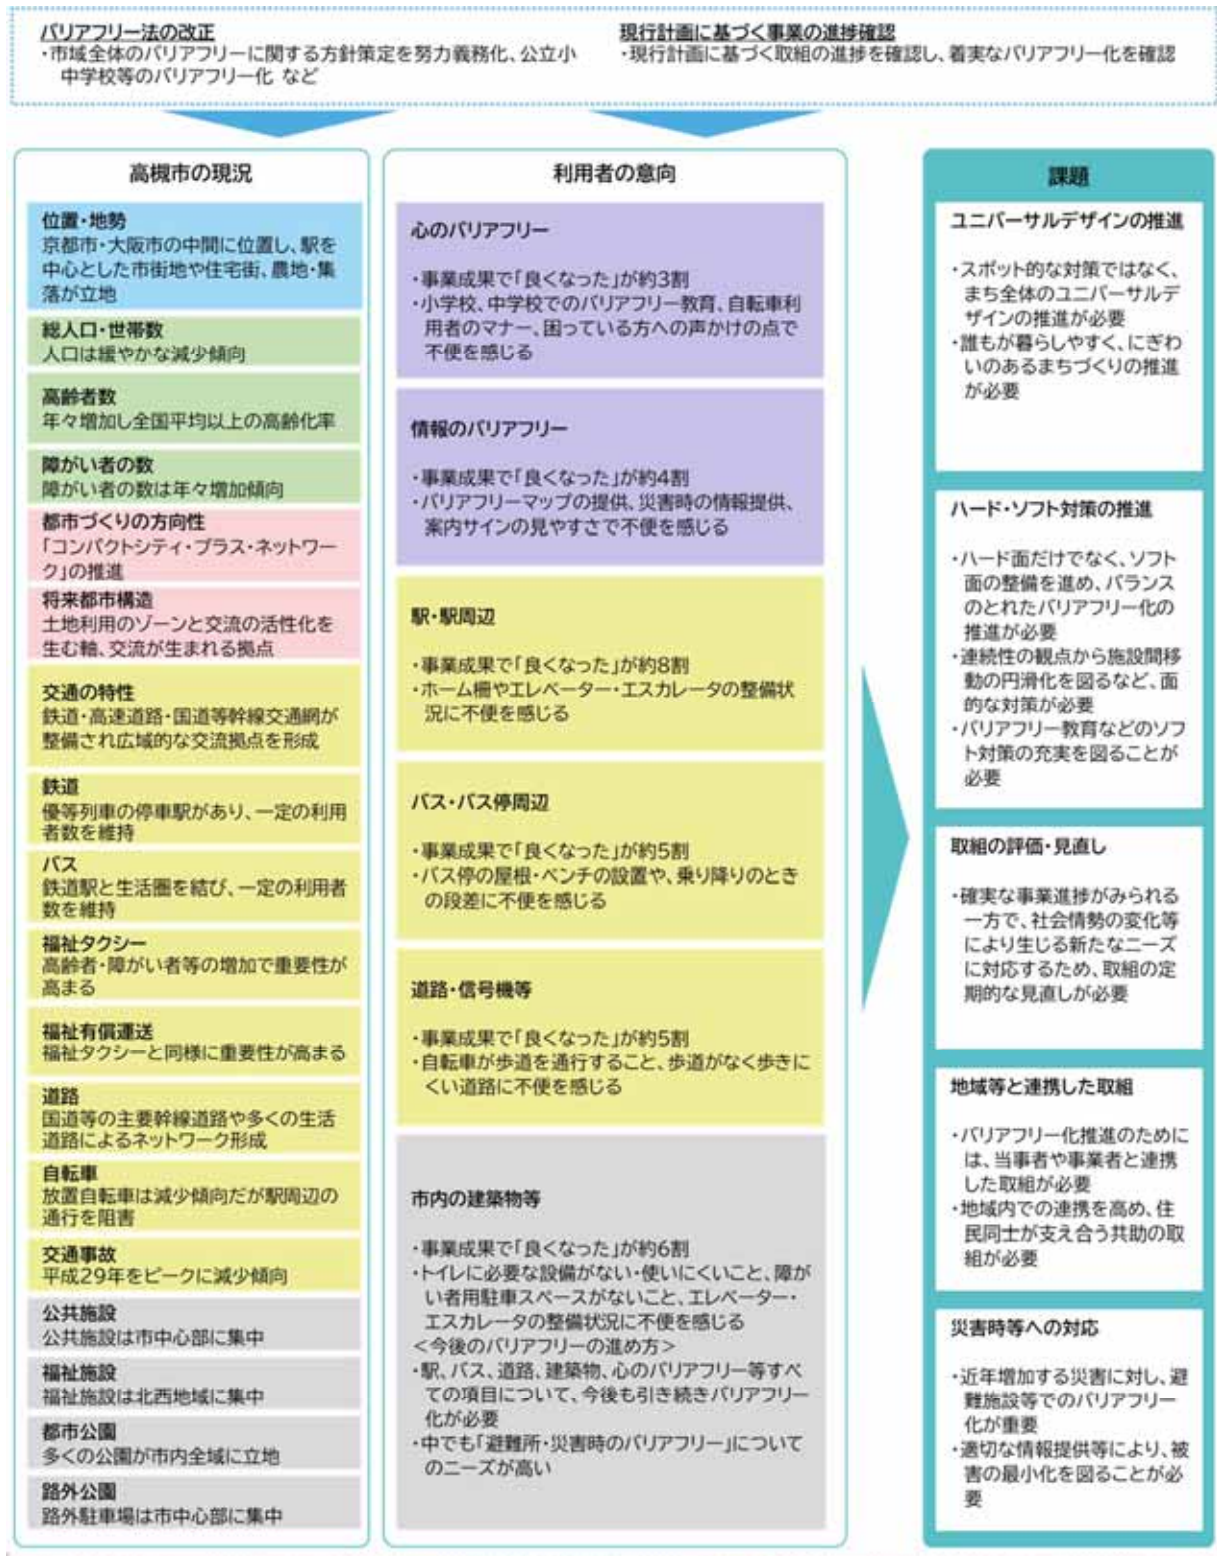 バリアフリー法の改正
・市域全体のバリアフリーに関する方針策定を努力義務化、公立小
中学校等のバリアフリー化 など
現行計画に基づく事業の進捗確認
・現行計画に基づく取組の進捗を確認し、着実なバリアフリー化を確認
高槻市の現況
位置・地勢
京都市・大阪市の中間に位置し、駅を
中心とした市街地や住宅街、農地・集
落が立地
総人口・世帯数
人口は緩やかな減少傾向
高齢者数
年々増加し全国平均以上の高齢化率
障がい者の数
障がい者の数は年々増加傾向
都市づくりの方向性
「コンパクトシティ・プラス・ネットワー
ク」の推進
将来都市構造
土地利用のゾーンと交流の活性化を
生む軸、交流が生まれる拠点
交通の特性
鉄道・高速道路・国道等幹線交通網が
整備され広域的な交流拠点を形成
鉄道
優等列車の停車駅があり、一定の利用
者数を維持
バス
鉄道駅と生活圏を結び、一定の利用者
数を維持
福祉タクシー
高齢者・障がい者等の増加で重要性が
高まる
福祉有償運送
福祉タクシーと同様に重要性が高まる
道路
国道等の主要幹線道路や多くの生活
道路によるネットワーク形成
自転車
放置自転車は減少傾向だが駅周辺の
通行を阻害
交通事故
平成29年をピークに減少傾向
公共施設
公共施設は市中心部に集中
福祉施設
福祉施設は北西地域に集中
都市公園
多くの公園が市内全域に立地
路外公園
路外駐車場は市中心部に集中
利用者の意向
心のバリアフリー
・事業成果で「良くなった」が約3割
・小学校、中学校でのバリアフリー教育、自転車利
用者のマナー、困っている方への声かけの点で
不便を感じる
情報のバリアフリー
・事業成果で「良くなった」が約4割
・バリアフリーマップの提供、災害時の情報提供、
案内サインの見やすさで不便を感じる
駅・駅周辺
・事業成果で「良くなった」が約8割
・ホーム柵やエレベーター・エスカレータの整備状
況に不便を感じる
バス・バス停周辺
・事業成果で「良くなった」が約5割
・バス停の屋根・ベンチの設置や、乗り降りのとき
の段差に不便を感じる
道路・信号機等
・事業成果で「良くなった」が約5割
・自転車が歩道を通行すること、歩道がなく歩きに
くい道路に不便を感じる
市内の建築物等
・事業成果で「良くなった」が約6割
・トイレに必要な設備がない・使いにくいこと、障が
い者用駐車スペースがないこと、エレベーター・
エスカレータの整備状況に不便を感じる
＜今後のバリアフリーの進め方＞
・駅、バス、道路、建築物、心のバリアフリー等すべ
ての項目について、今後も引き続きバリアフリー
化が必要
・中でも「避難所・災害時のバリアフリー」について
のニーズが高い
課題
ユニバーサルデザインの推進
・スポット的な対策ではなく、
まち全体のユニバーサルデ
ザインの推進が必要
・誰もが暮らしやすく、にぎわ
いのあるまちづくりの推進
が必要
ハード・ソフト対策の推進
・ハード面だけでなく、ソフト
面の整備を進め、バランス
のとれたバリアフリー化の
推進が必要
・連続性の観点から施設間移
動の円滑化を図るなど、面
的な対策が必要
・バリアフリー教育などのソフ
ト対策の充実を図ることが
必要
取組の評価・見直し
・確実な事業進捗がみられる
一方で、社会情勢の変化等
により生じる新たなニーズ
に対応するため、取組の定
期的な見直しが必要
地域等と連携した取組
・バリアフリー化推進のために
は、当事者や事業者と連携
した取組が必要
・地域内での連携を高め、住
民同士が支え合う共助の取
組が必要
災害時等への対応
・近年増加する災害に対し、避
難施設等でのバリアフリー
化が重要
・適切な情報提供等により、被
害の最小化を図ることが必
要